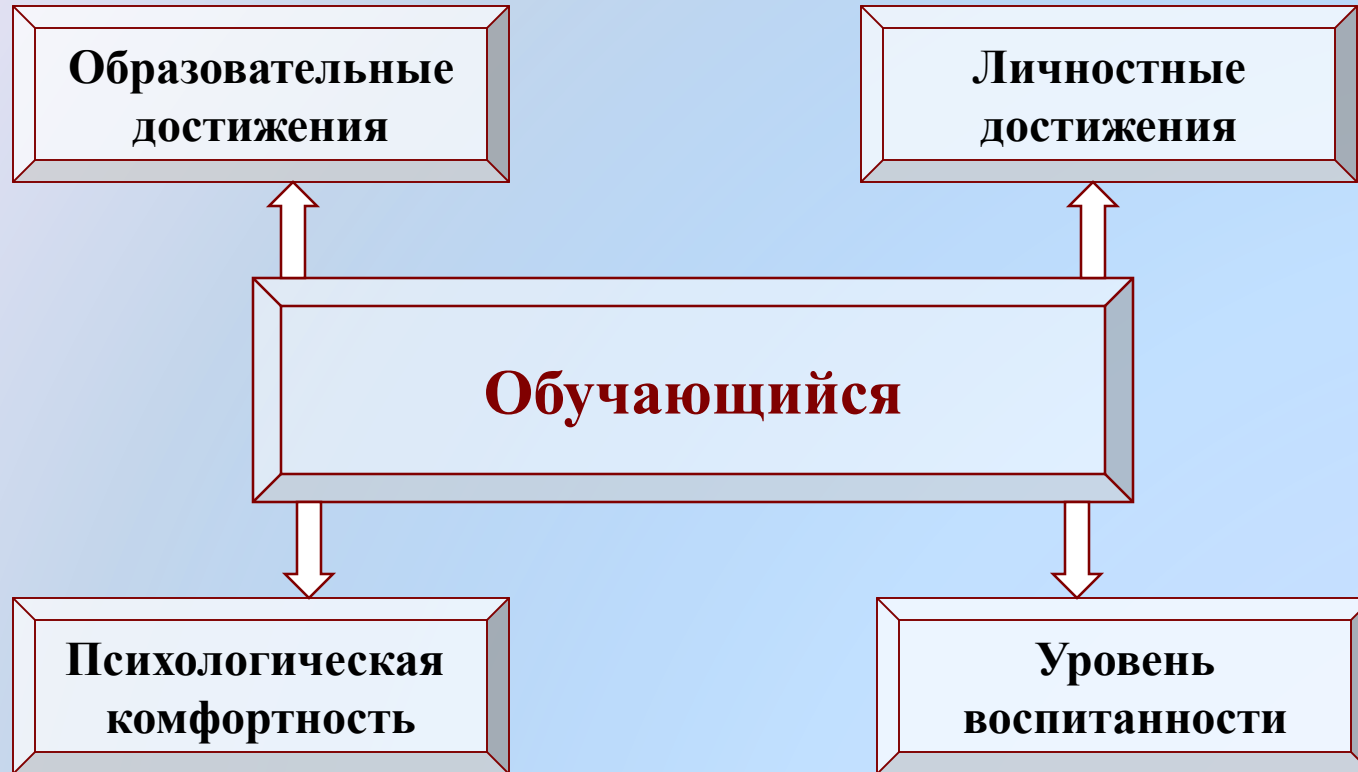 Образовательные
достижения
Личностные
достижения
Обучающийся
Психологическая
комфортность
Уровень
воспитанности